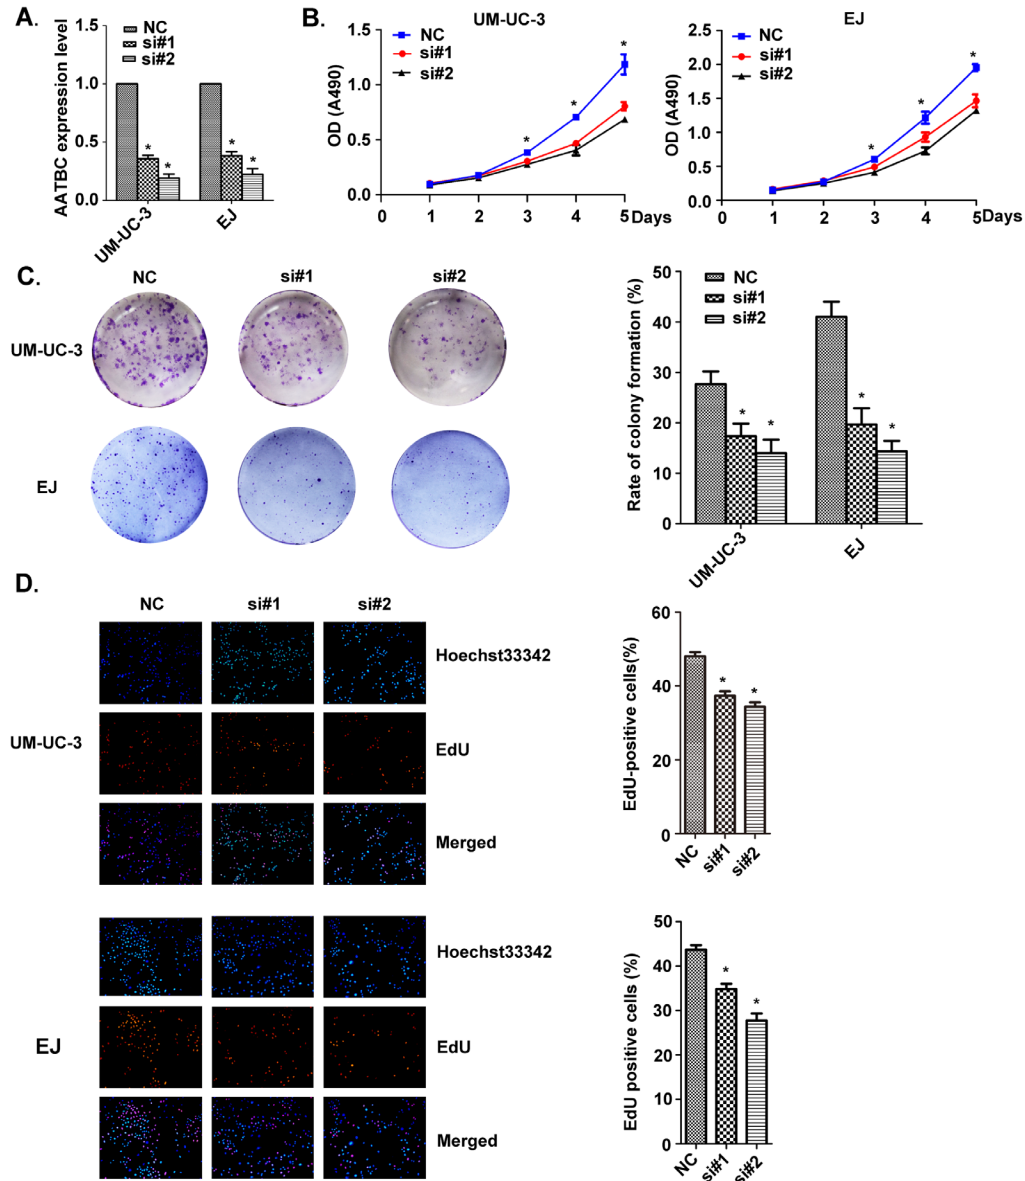 A.
AATBC expression level
1.5
1.0
0.5
0.0
NC
si#1
si#2
*
*
*
*
UM-UC-3
EJ
B.
UM-UC-3
OD (A490)
1.5
1.0
0.5
0.0
NC
si#1
si#2
*
*
*
0 1 2 3 4 5 Days
EJ
OD (A490)
2.5
2.0
1.5
1.0
0.5
0.0
NC
si#1
si#2
*
*
*
0 1 2 3 4 5 Days
C.
NC si#1 si#2
UM-UC-3
EJ
Rate of colony formation (%)
50
40
30
20
10
0
NC
si#1
si#2
*
*
*
*
UM-UC-3
EJ
D.
NC si#1 si#2
UM-UC-3
Hoechst33342
EdU
Merged
EdU-positive cells(%)
60
40
20
0
*
*
NC
si#1
si#2
EJ
Hoechst33342
EdU
Merged
EdU positive cells (%)
50
40
30
20
10
0
*
*
NC
si#1
si#2